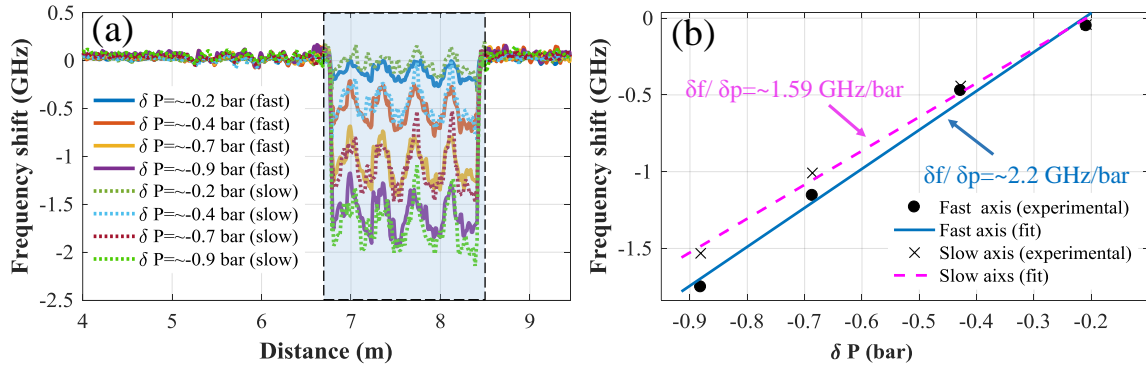 (a)
Frequency shift (GHz)
0.5
0
-0.5
-1
-1.5
-2
-2.5
δ P=~-0.2 bar (fast)
δ P=~-0.4 bar (fast)
δ P=~-0.7 bar (fast)
δ P=~-0.9 bar (fast)
δ P=~-0.2 bar (slow)
δ P=~-0.4 bar (slow)
δ P=~-0.7 bar (slow)
δ P=~-0.9 bar (slow)
4 5 6 7 8 9
Distance (m)
(b)
Frequency shift (GHz)
0
-0.5
-1
-1.5
δf/ δp=~1.59 GHz/bar
δf/ δp=~2.2 GHz/bar
Fast axis (experimental)
Fast axis (fit)
Slow axis (experimental)
Slow aixs (fit)
-0.9 -0.8 -0.7 -0.6 -0.5 -0.4 -0.3 -0.2
δ P (bar)